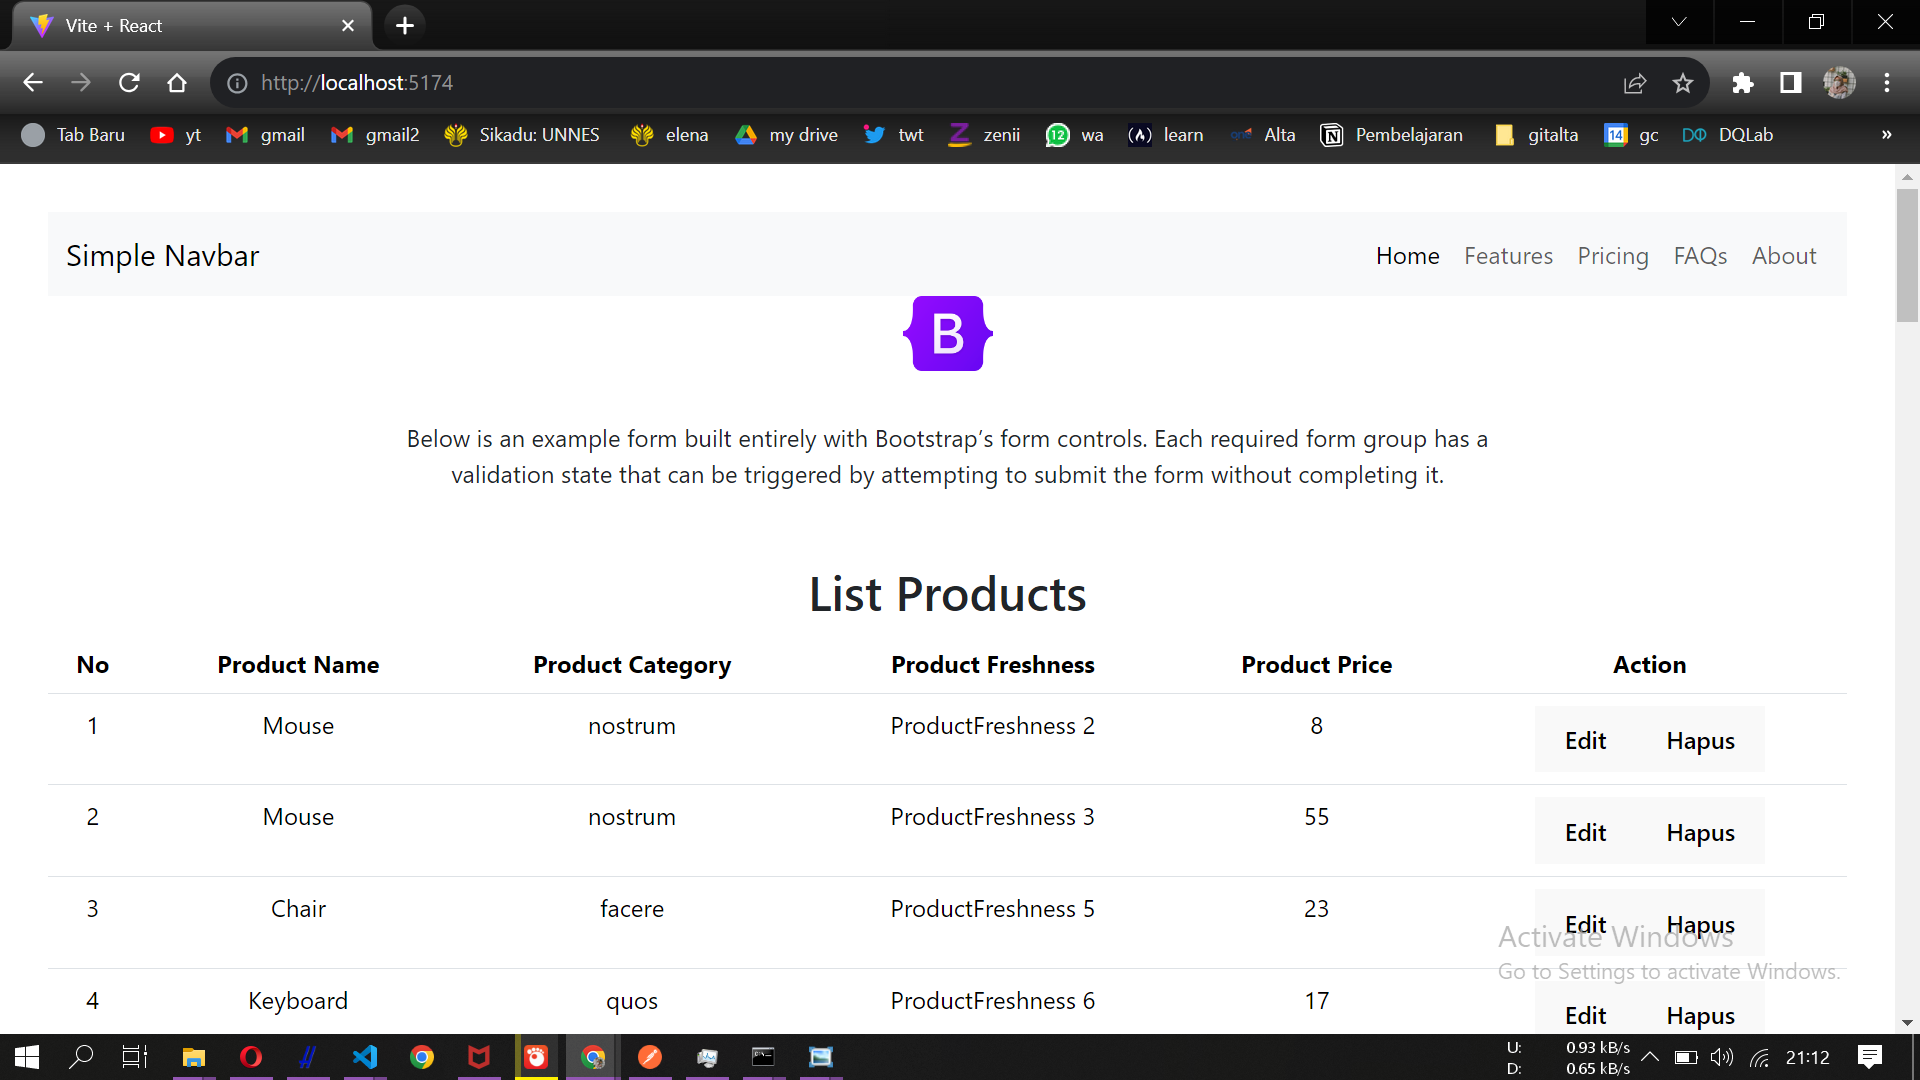 Vite + React
http://localhost:5174
Tab Baru yt gmail gmail2 Sikadu: UNNES elena my drive twt zenii 12 wa learn Alta Pembelajaran gitalta 14 gc DQLab »
Simple Navbar Home Features Pricing FAQs About
B
Below is an example form built entirely with Bootstrap’s form controls. Each required form group has a
validation state that can be triggered by attempting to submit the form without completing it.
List Products
No Product Name Product Category Product Freshness Product Price Action
1 Mouse nostrum ProductFreshness 2 8 Edit Hapus
2 Mouse nostrum ProductFreshness 3 55 Edit Hapus
3 Chair facere ProductFreshness 5 23 Edit Hapus
Activate Windows
Go to Settings to activate Windows.
4 Keyboard quos ProductFreshness 6 17 Edit Hapus
U: 0.93 kB/s
D: 0.65 kB/s
21:12